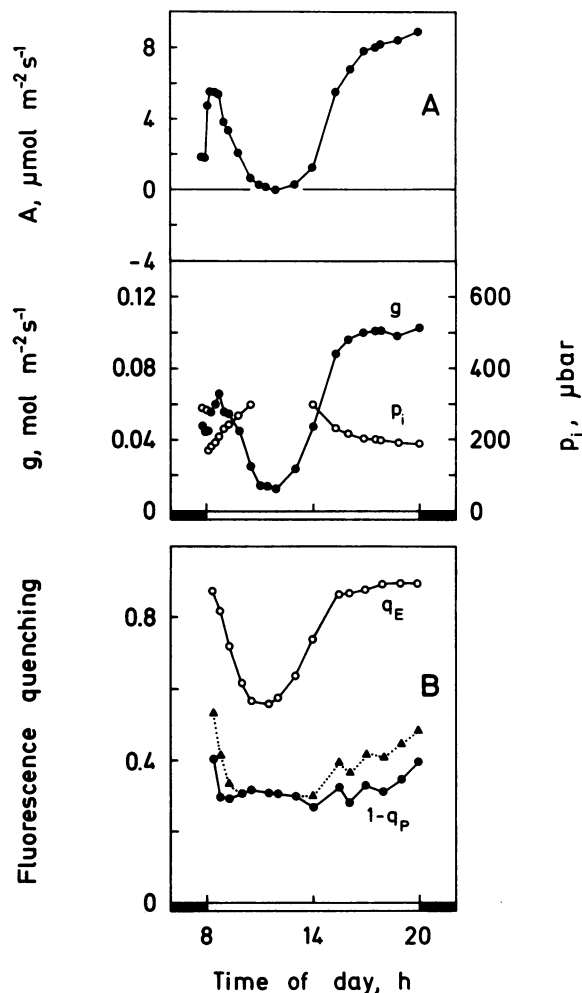 A, μmol m⁻²s⁻¹
8
4
0
-4
A
g, mol m⁻²s⁻¹
0.12
0.08
0.04
0
g
pᵢ
600
400
200
0
pᵢ, μbar
Fluorescence quenching
0.8
0.4
0
q_E
B
1-q_P
8 14 20
Time of day, h